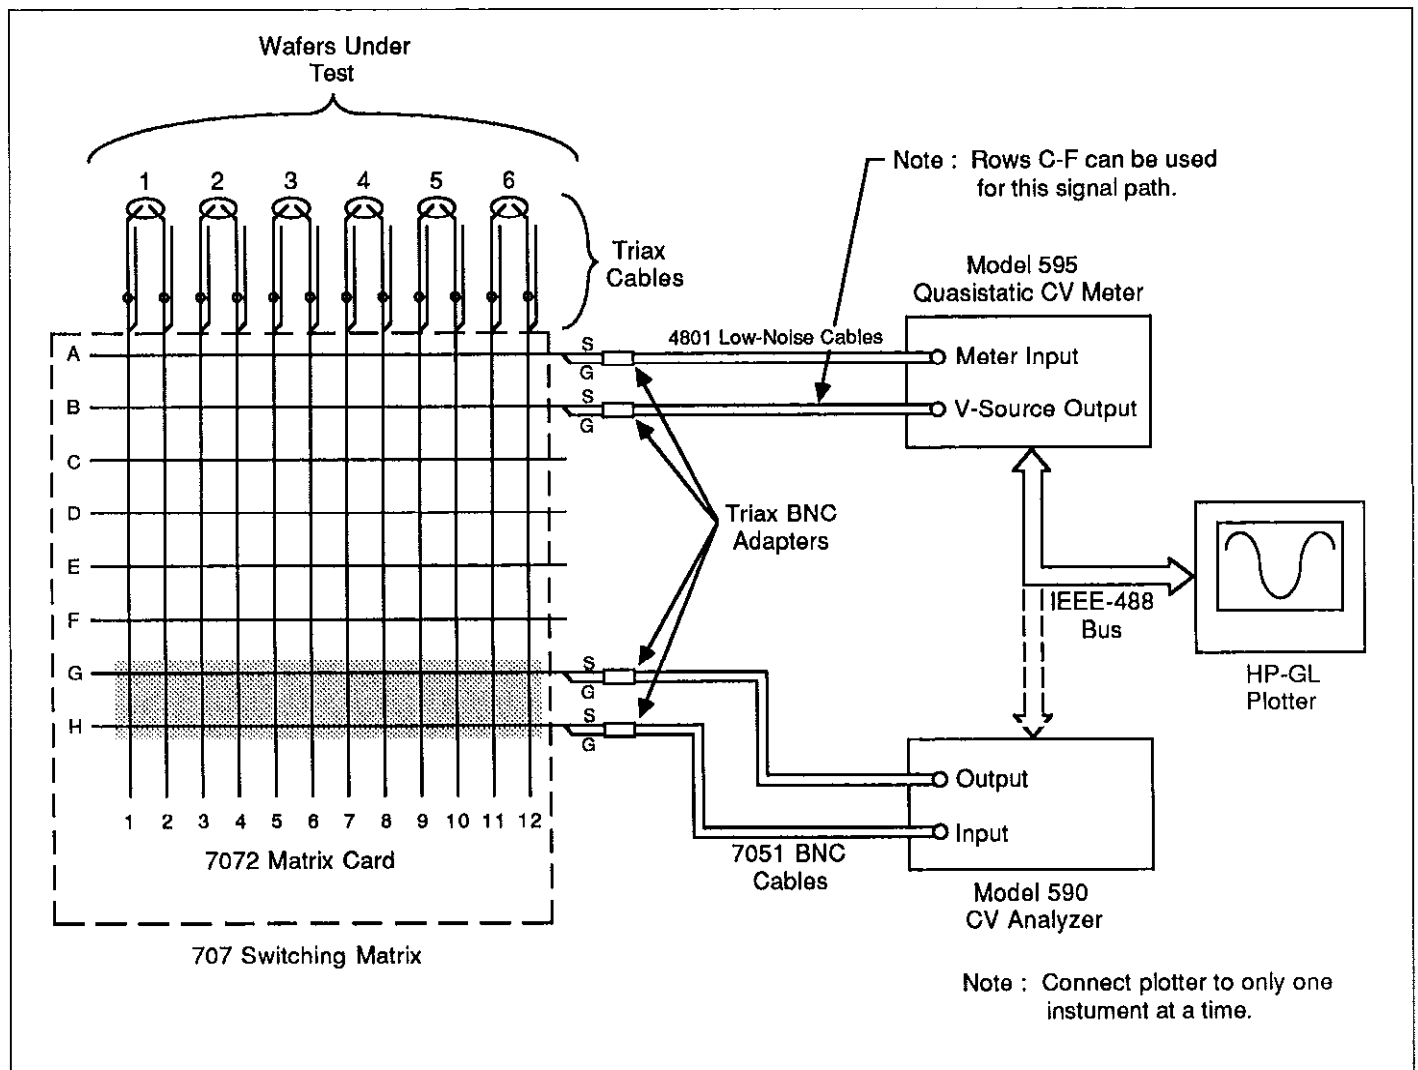 Wafers Under
Test
1 2 3 4 5 6
Triax
Cables
Note : Rows C-F can be used
for this signal path.
Model 595
Quasistatic CV Meter
A
S
G
4801 Low-Noise Cables
Meter Input
B
S
G
V-Source Output
C
D
E
F
Triax BNC
Adapters
IEEE-488
Bus
HP-GL
Plotter
G
S
G
H
S
G
Output
Input
1 2 3 4 5 6 7 8 9 10 11 12
7072 Matrix Card
7051 BNC
Cables
Model 590
CV Analyzer
707 Switching Matrix
Note : Connect plotter to only one
instument at a time.